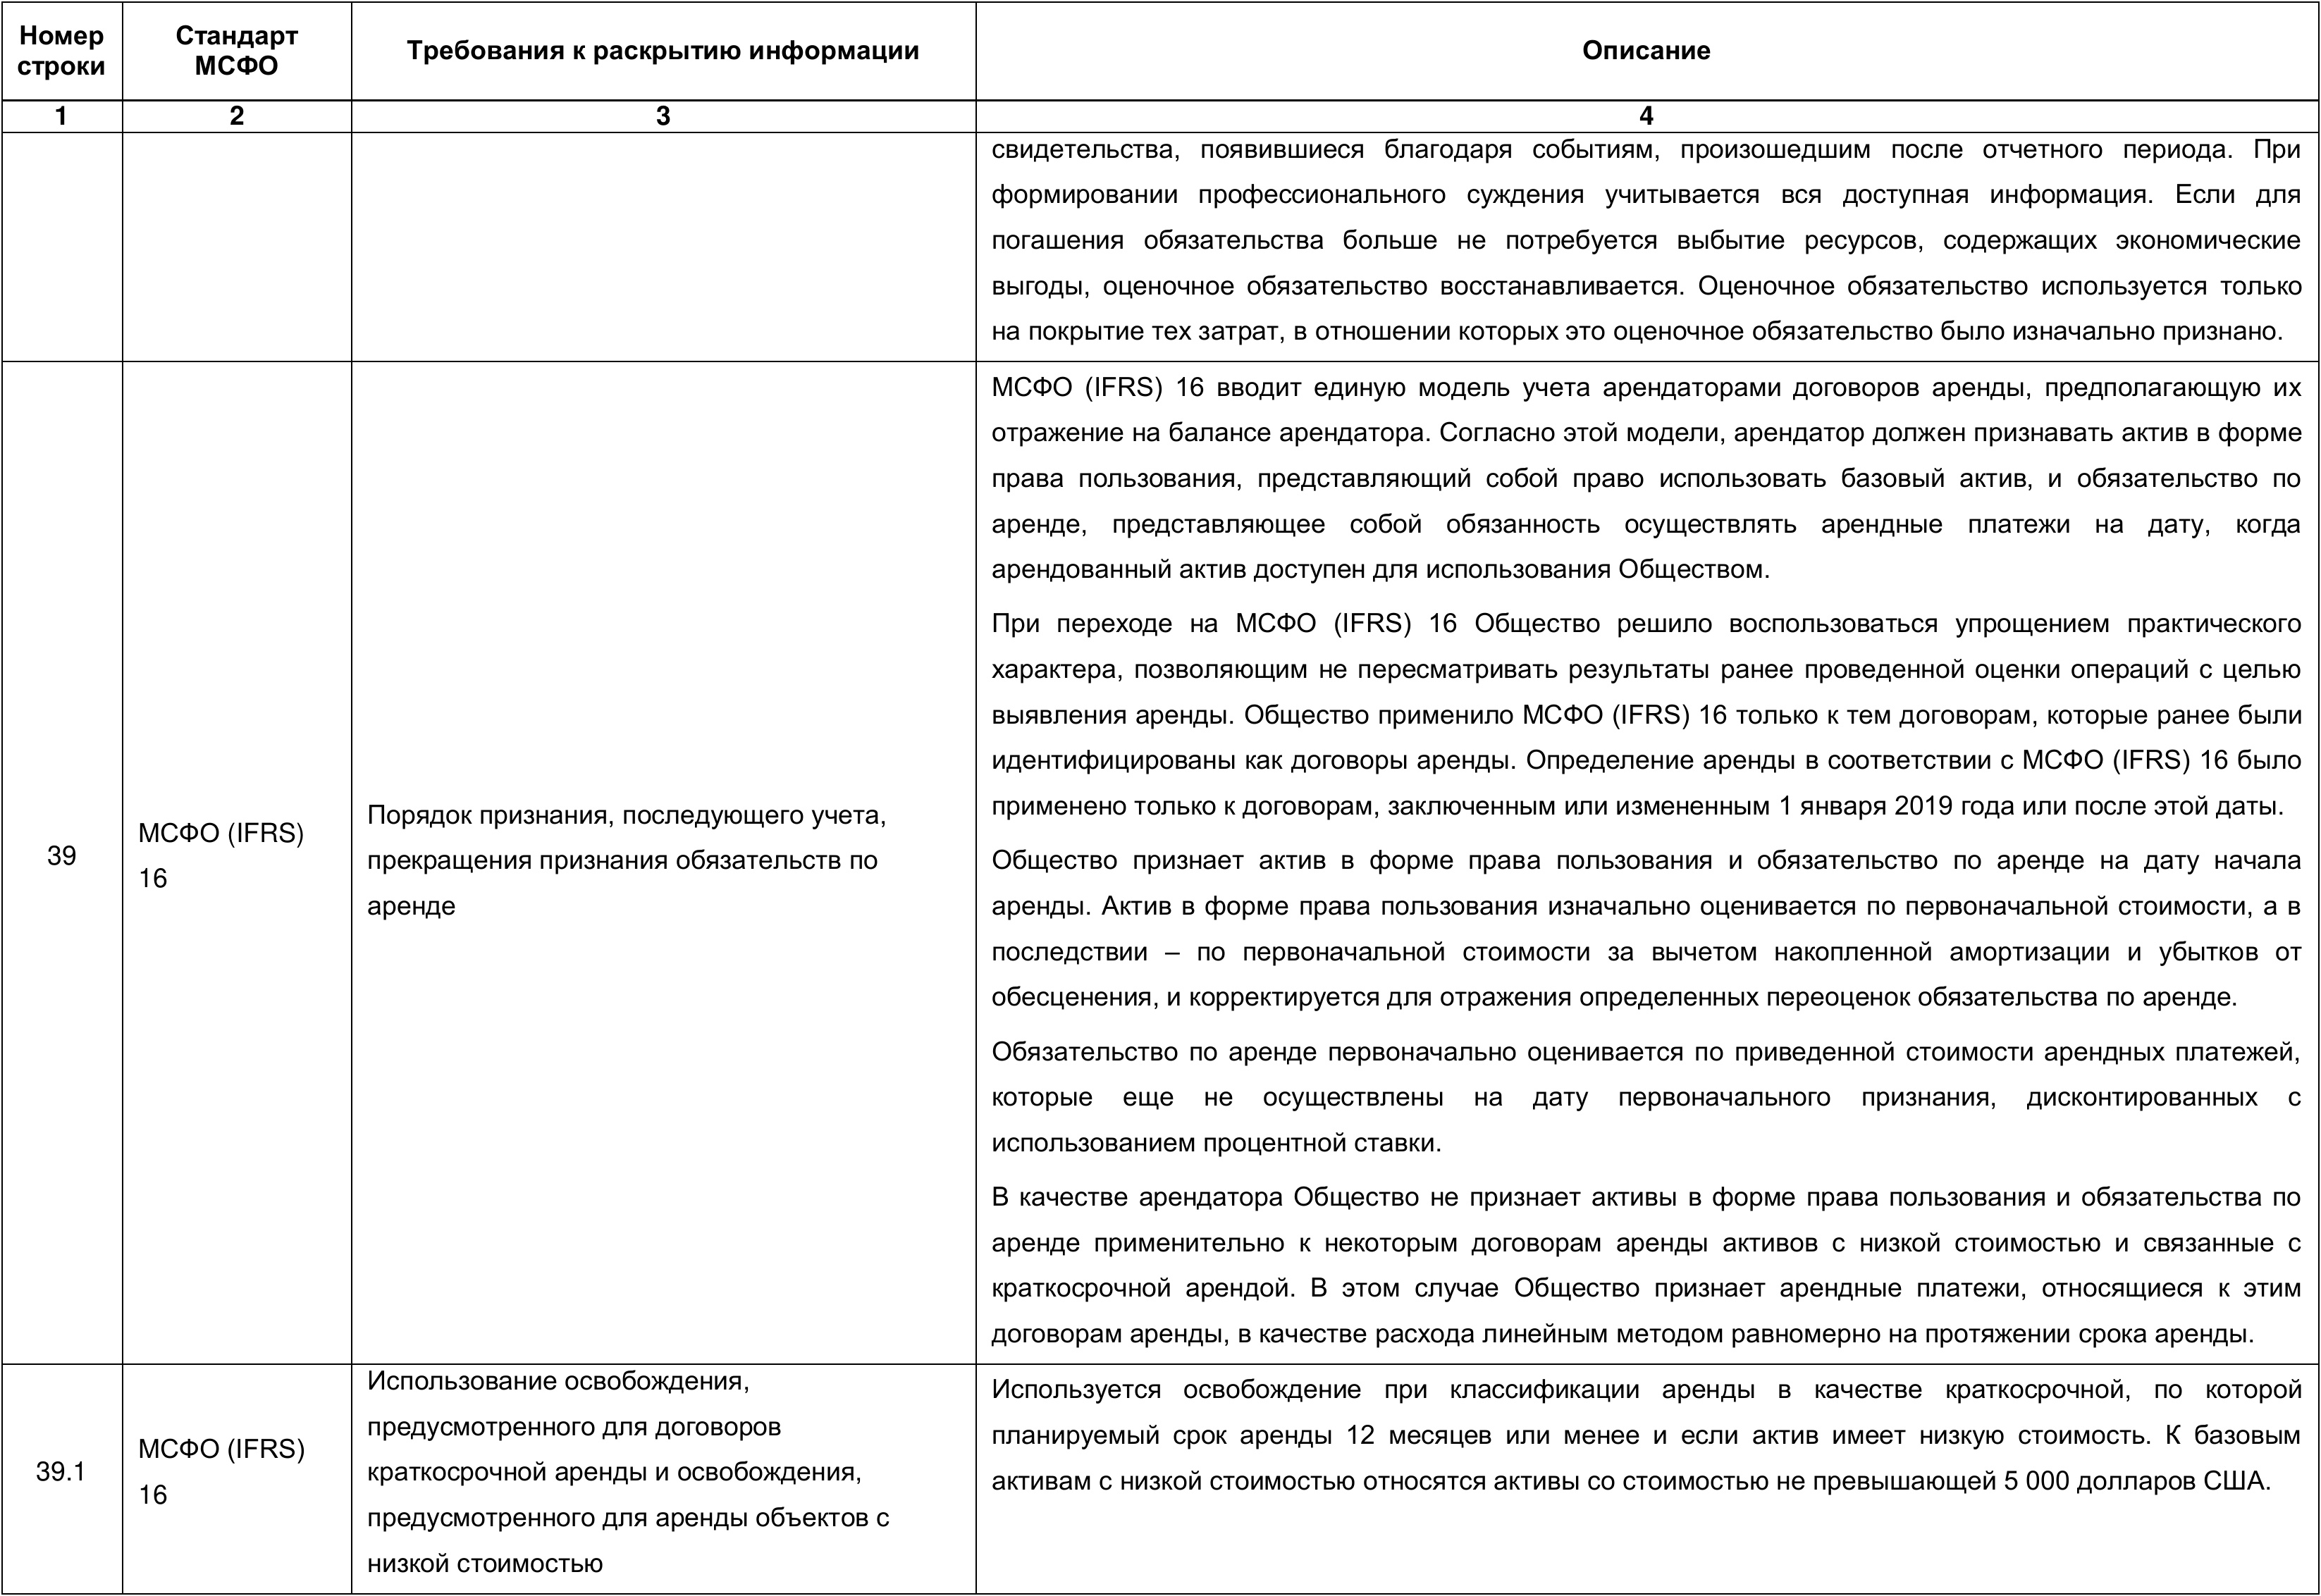 Номер
строки
Стандарт
МСФО
Требования к раскрытию информации
Описание
1
2
3
4
свидетельства, появившиеся благодаря событиям, произошедшим после отчетного периода. При
формировании профессионального суждения учитывается вся доступная информация. Если для
погашения обязательства больше не потребуется выбытие ресурсов, содержащих экономические
выгоды, оценочное обязательство восстанавливается. Оценочное обязательство используется только
на покрытие тех затрат, в отношении которых это оценочное обязательство было изначально признано.
39
МСФО (IFRS)
16
Порядок признания, последующего учета,
прекращения признания обязательств по
аренде
МСФО (IFRS) 16 вводит единую модель учета арендаторами договоров аренды, предполагающую их
отражение на балансе арендатора. Согласно этой модели, арендатор должен признавать актив в форме
права пользования, представляющий собой право использовать базовый актив, и обязательство по
аренде, представляющее собой обязанность осуществлять арендные платежи на дату, когда
арендованный актив доступен для использования Обществом.
При переходе на МСФО (IFRS) 16 Общество решило воспользоваться упрощением практического
характера, позволяющим не пересматривать результаты ранее проведенной оценки операций с целью
выявления аренды. Общество применило МСФО (IFRS) 16 только к тем договорам, которые ранее были
идентифицированы как договоры аренды. Определение аренды в соответствии с МСФО (IFRS) 16 было
применено только к договорам, заключенным или измененным 1 января 2019 года или после этой даты.
Общество признает актив в форме права пользования и обязательство по аренде на дату начала
аренды. Актив в форме права пользования изначально оценивается по первоначальной стоимости, а в
последствии – по первоначальной стоимости за вычетом накопленной амортизации и убытков от
обесценения, и корректируется для отражения определенных переоценок обязательства по аренде.
Обязательство по аренде первоначально оценивается по приведенной стоимости арендных платежей,
которые еще не осуществлены на дату первоначального признания, дисконтированных с
использованием процентной ставки.
В качестве арендатора Общество не признает активы в форме права пользования и обязательства по
аренде применительно к некоторым договорам аренды активов с низкой стоимостью и связанные с
краткосрочной арендой. В этом случае Общество признает арендные платежи, относящиеся к этим
договорам аренды, в качестве расхода линейным методом равномерно на протяжении срока аренды.
39.1
МСФО (IFRS)
16
Использование освобождения,
предусмотренного для договоров
краткосрочной аренды и освобождения,
предусмотренного для аренды объектов с
низкой стоимостью
Используется освобождение при классификации аренды в качестве краткосрочной, по которой
планируемый срок аренды 12 месяцев или менее и если актив имеет низкую стоимость. К базовым
активам с низкой стоимостью относятся активы со стоимостью не превышающей 5 000 долларов США.